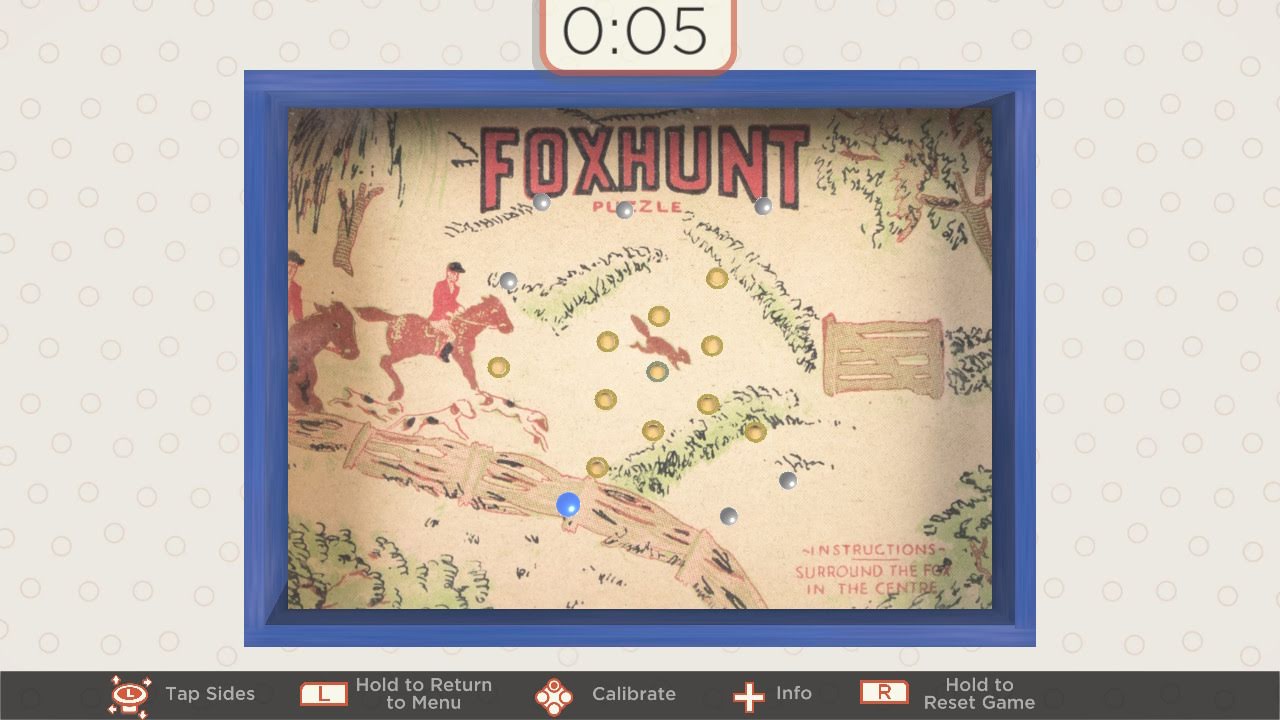 0:05
FOXHUNT
PUZZLE
~INSTRUCTIONS~
SURROUND THE FOX
IN THE CENTRE
L Tap Sides
L Hold to Return
to Menu
Calibrate
Info
R Hold to
Reset Game